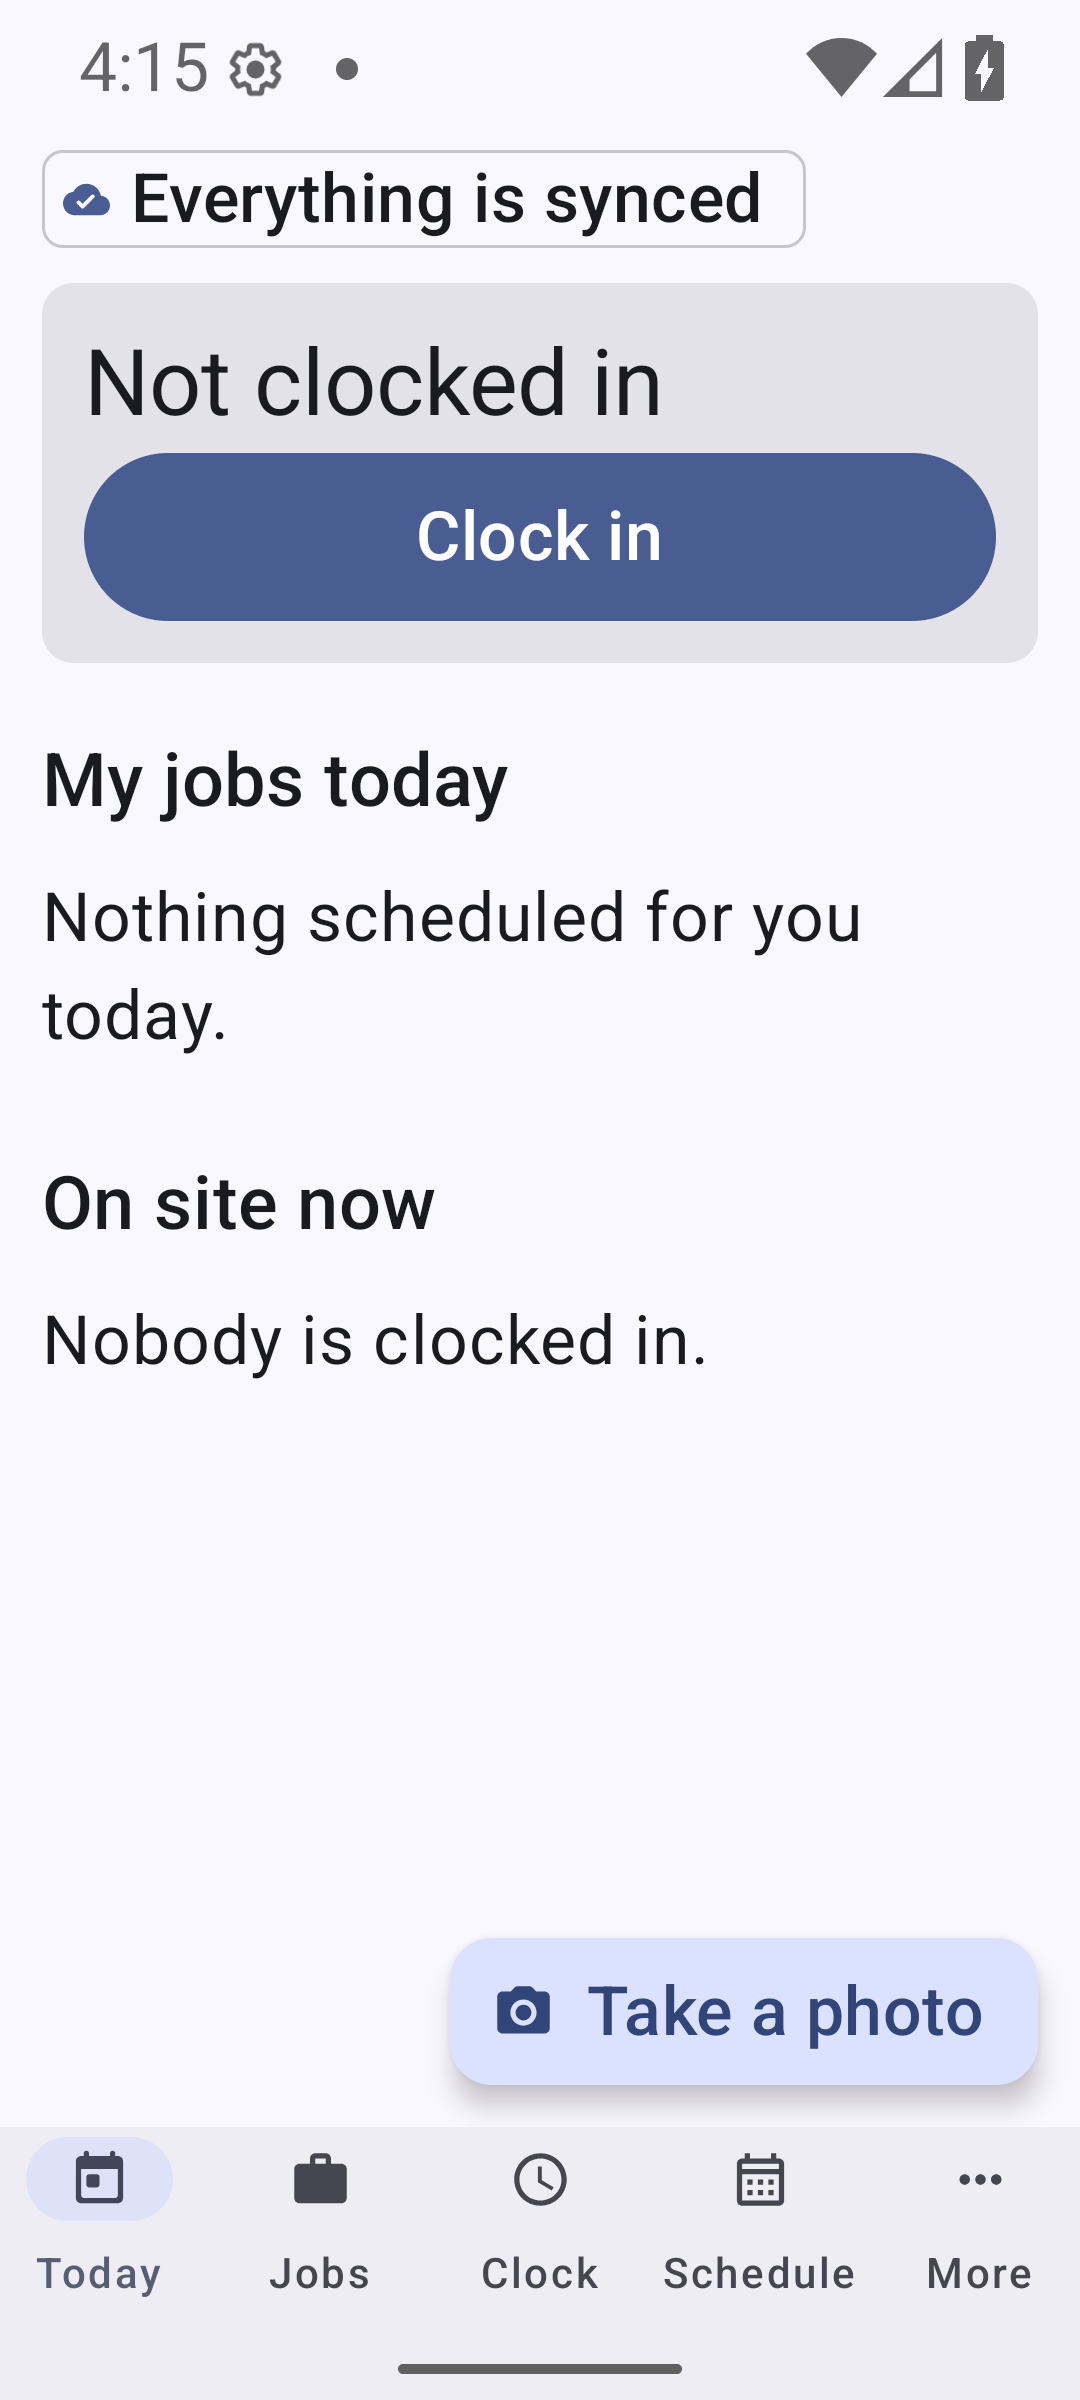 4:15
Everything is synced
Not clocked in
Clock in
My jobs today
Nothing scheduled for you
today.
On site now
Nobody is clocked in.
Take a photo
Today Jobs Clock Schedule More